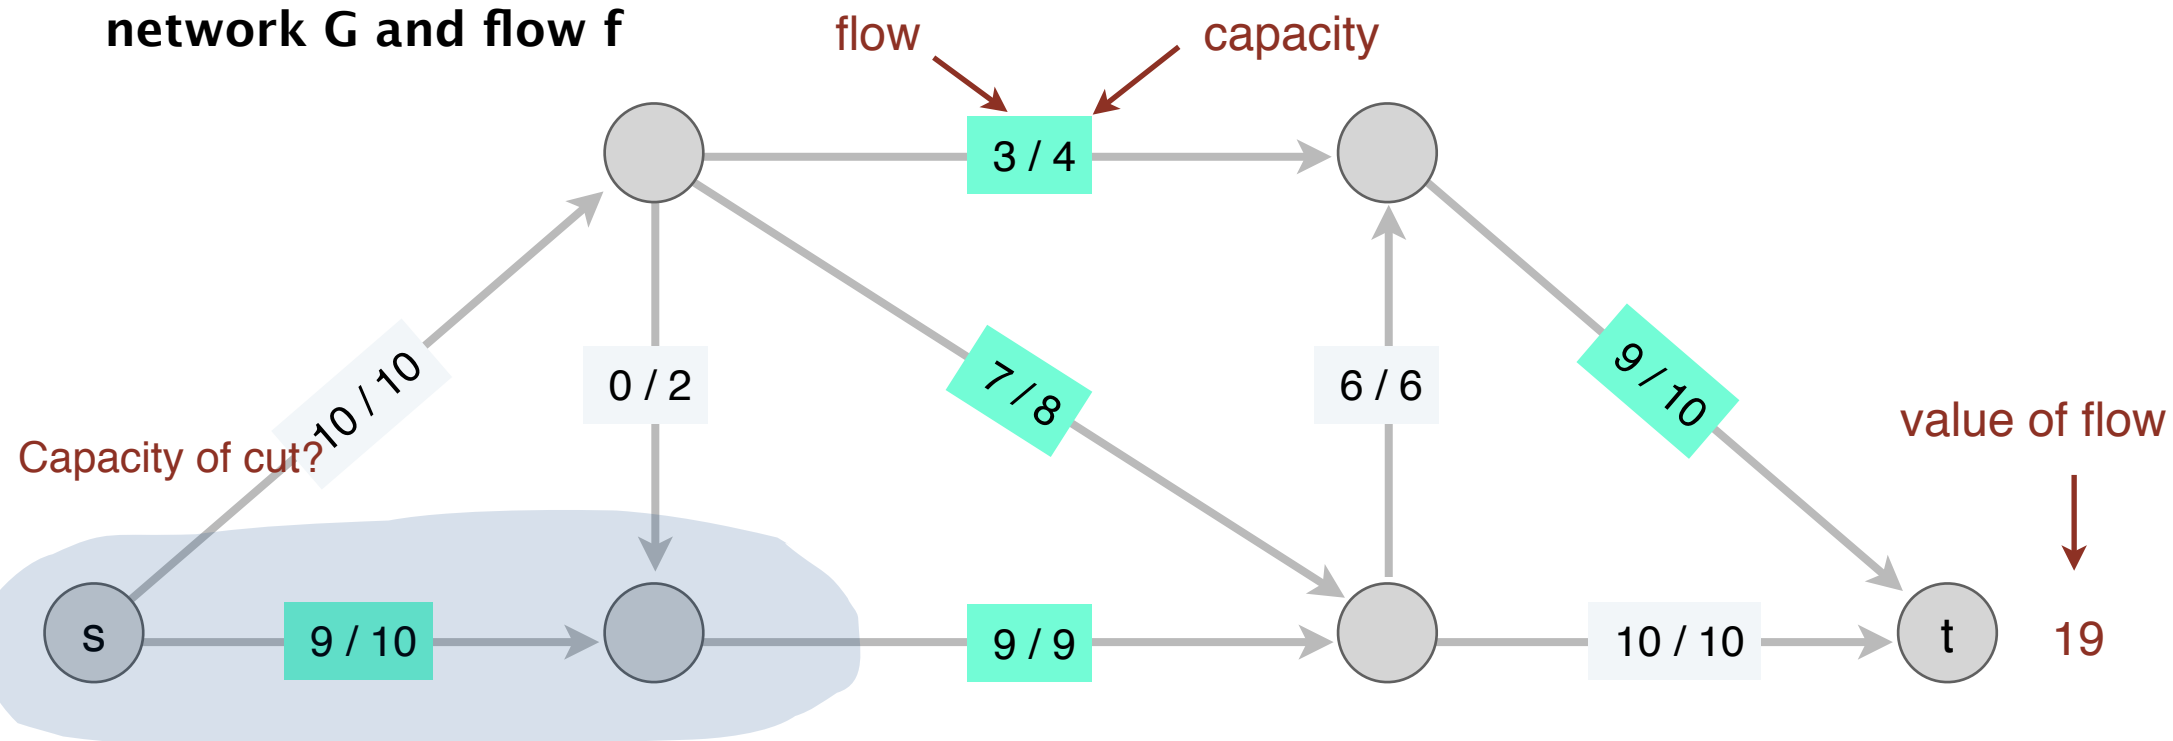 network G and flow f
flow
capacity
3 / 4
10 / 10
0 / 2
7 / 8
6 / 6
9 / 10
value of flow
Capacity of cut?
s
9 / 10
9 / 9
10 / 10
t
19